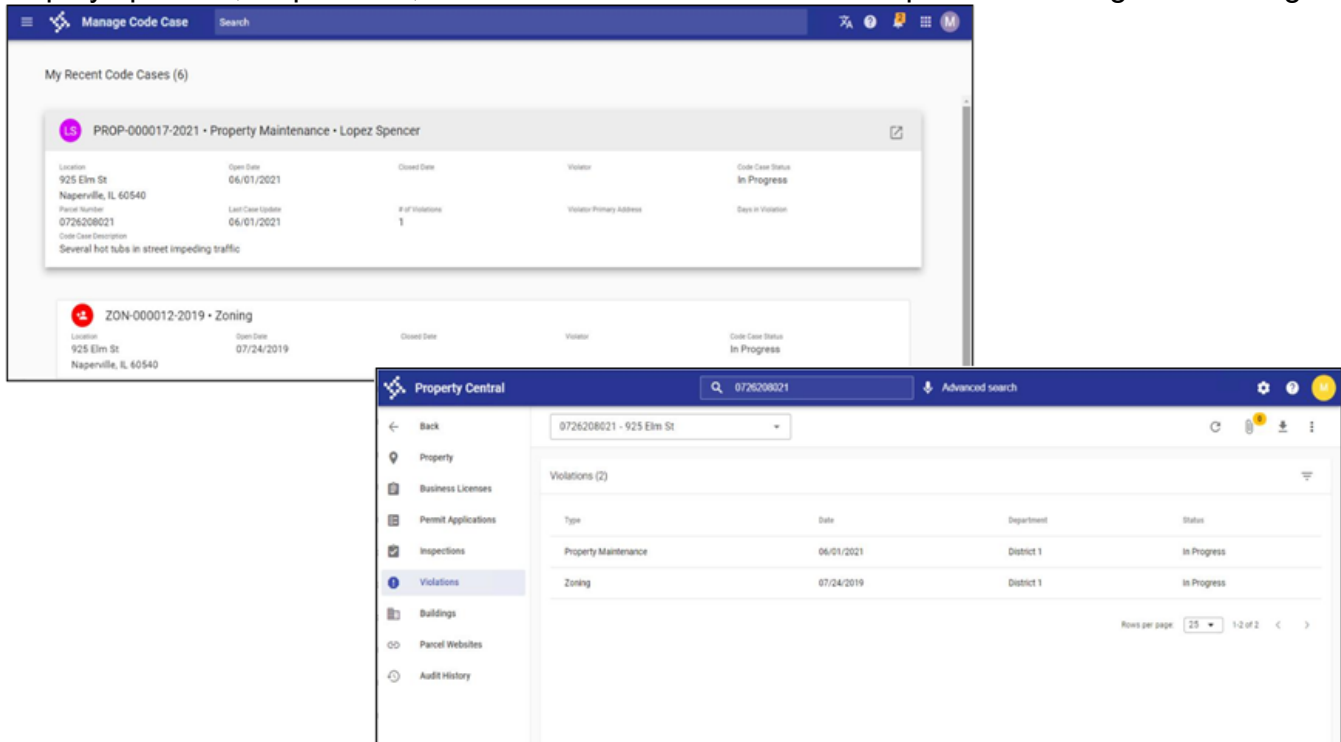 Manage Code Case
Search
M
My Recent Code Cases (6)
LS
PROP-000017-2021 • Property Maintenance • Lopez Spencer
Location Open Date Closed Date Violator Code Case Status
925 Elm St 06/01/2021 In Progress
Naperville, IL 60540
Parcel Number Last Case Update # of Violations Violator Primary Address Days in Violation
0726208021 06/01/2021 1
Code Case Description
Several hot tubs in street impeding traffic
ZON-000012-2019 • Zoning
Location Open Date Closed Date Violator Code Case Status
925 Elm St 07/24/2019 In Progress
Naperville, IL 60540
Property Central
0726208021
Advanced search
M
Back
0726208021 - 925 Elm St
0
Property
Business Licenses
Permit Applications
Inspections
Violations
Buildings
Parcel Websites
Audit History
Violations (2)
Type Date Department Status
Property Maintenance 06/01/2021 District 1 In Progress
Zoning 07/24/2019 District 1 In Progress
Rows per page: 25 1-2 of 2